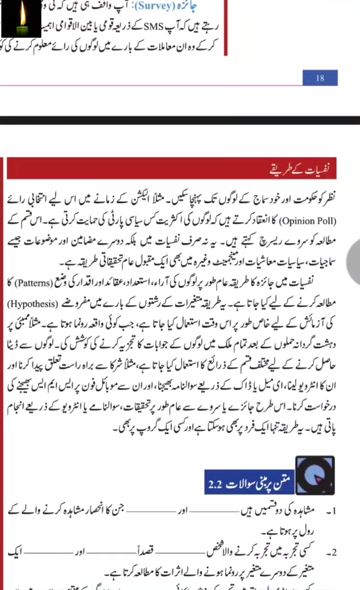 جائزہ (Survey): آپ واقف ہی ہیں کہ ٹی وی
رہتے ہیں کہ آپ SMS کے ذریعہ قومی یا بین الاقوامی اہمیت
کر کے وہ ان معاملات کے بارے میں لوگوں کی رائے معلوم کرنے کی
18
نفسیات کے طریقے
نظر کو حکومت اور خود سماج کے لوگوں تک پہنچا سکیں۔ مثلاً الیکشن کے زمانے میں اس لیے انتخابی رائے
(Opinion Poll) کا انعقاد کرتے ہیں کہ لوگوں کی اکثریت کس سیاسی پارٹی کی حمایت کرتی ہے۔ اس قسم کے
مطالعہ کو سروے ریسرچ کہتے ہیں۔ یہ نہ صرف نفسیات میں بلکہ دوسرے مضامین اور موضوعات جیسے
سماجیات، سیاسیات معاشیات اور مینجمینٹ وغیرہ میں بھی ایک مقبول عام تحقیقاتی طریقہ ہے۔
نفسیات میں جائزہ کا طریقہ عام طور پر لوگوں کی آراء، استعداد، عقائد اور اقدار کی وضع (Patterns) کا
مطالعہ کرنے کے لیے کیا جاتا ہے۔ یہ طریقہ متغیرات کے رشتوں کے بارے میں مفروضے (Hypothesis)
کی آزمائش کے لیے خاص طور پر اس وقت استعمال کیا جاتا ہے، جب کوئی واقعہ رونما ہوتا ہے۔ مثلاً ممبئی پر
دہشت گردانہ حملوں کے بعد تمام ملک میں لوگوں کے جوابات کا تجزیہ کرنے کی کوشش کی۔ لوگوں سے ڈیٹا
حاصل کرنے کے لیے مختلف قسم کے ذرائع کا استعمال کیا جاتا ہے، مثلاً شرکا سے براہ راست تعلق پیدا کرنا اور
ان کا انٹرویو لینا، ای میل یا ڈاک کے ذریعے سوالنامہ بھیجنا، اور ان سے موبائل فون پر ایس ایم ایس بھیجنے کی
درخواست کرنا۔ اس طرح جائزے یا سروے سے عام طور پر تحقیقات، سوالنامے یا انٹرویو کے ذریعے انجام
پاتی ہیں۔ یہ طریقہ تنہا ایک فرد پر بھی ہو سکتا ہے اور کسی ایک گروپ پر بھی۔
متن پر مبنی سوالات 2.2
1۔ مشاہدہ کی دو قسمیں ہیں ــــــــــ اور ــــــــــ جن کا انحصار مشاہدہ کرنے والے کے
رول پر ہوتا ہے۔
2۔ کسی تجربہ میں تجربہ کرنے والا شخص ــــــــــ قصداً ــــــــــ اور ــــــــــ ایک
متغیر کے دوسرے متغیر پر رونما ہونے والے اثرات کا مطالعہ کرتا ہے۔